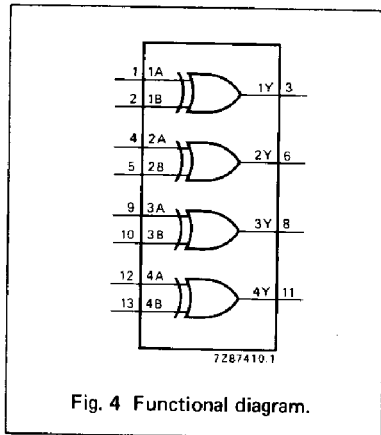 1 1A
2 1B
1Y 3
4 2A
5 2B
2Y 6
9 3A
10 3B
3Y 8
12 4A
13 4B
4Y 11
7Z87410.1
Fig. 4 Functional diagram.